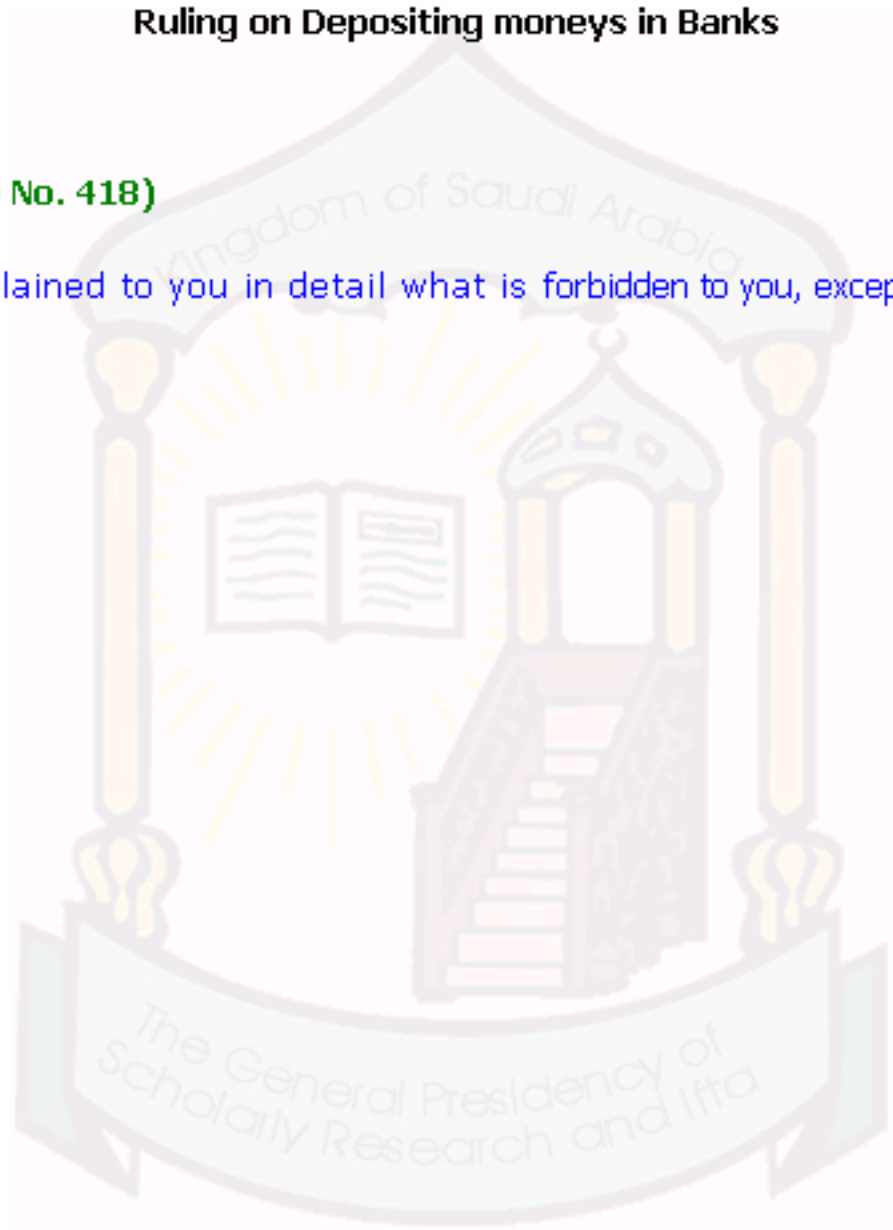 Ruling on Depositing moneys in Banks
No. 418)
Kingdom of Saudi Arabia
lained to you in detail what is forbidden to you, excep
The General Presidency of
Scholarly Research and Ifta